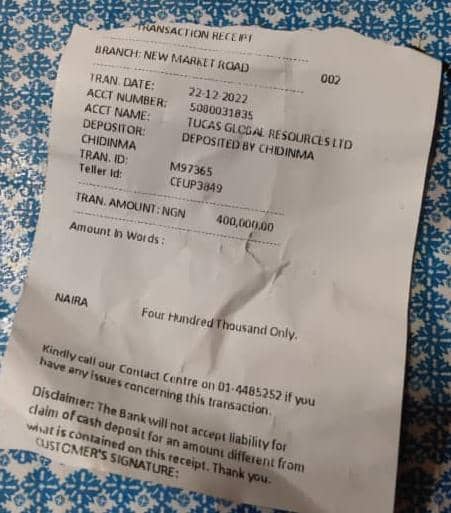 TRANSACTION RECEIPT
BRANCH: NEW MARKET ROAD 002
TRAN. DATE: 22-12-2022
ACCT NUMBER: 5080031835
ACCT NAME: TUCAS GLOBAL RESOURCES LTD
DEPOSITOR: DEPOSITED BY CHIDINMA
CHIDINMA
TRAN. ID: M97365
Teller Id: CEUP3849
TRAN. AMOUNT: NGN 400,000.00
Amount In Words :
NAIRA Four Hundred Thousand Only.
Kindly call our Contact Centre on 01-4485252 if you
have any issues concerning this transaction.
Disclaimer: The Bank will not accept liability for
claim of cash deposit for an amount different from
what is contained on this receipt. Thank you.
CUSTOMER'S SIGNATURE: